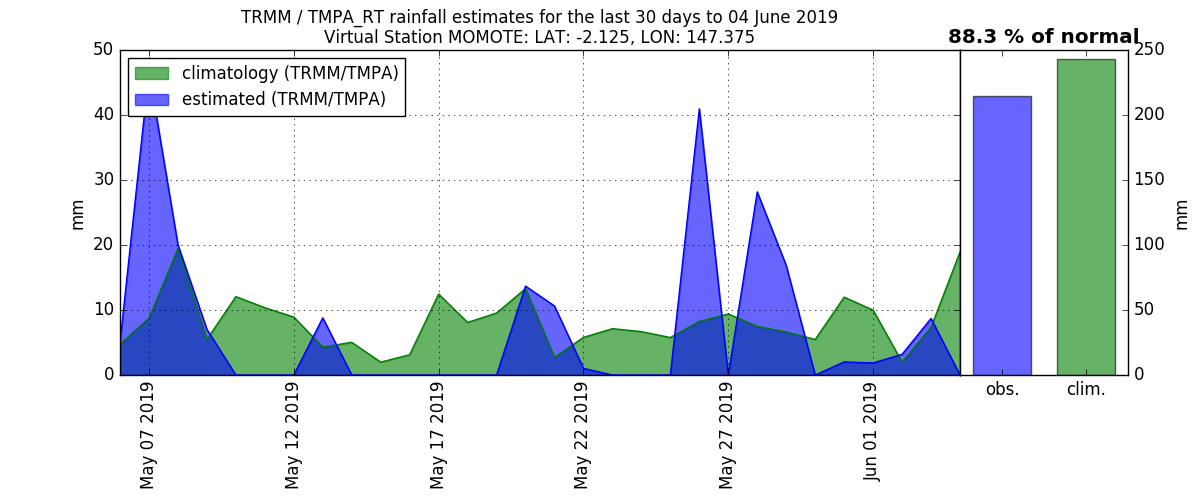 TRMM / TMPA_RT rainfall estimates for the last 30 days to 04 June 2019
Virtual Station MOMOTE: LAT: -2.125, LON: 147.375
88.3 % of normal
climatology (TRMM/TMPA)
estimated (TRMM/TMPA)
50
40
30
20
10
0
mm
May 07 2019
May 12 2019
May 17 2019
May 22 2019
May 27 2019
Jun 01 2019
obs.
clim.
250
200
150
100
50
0
mm